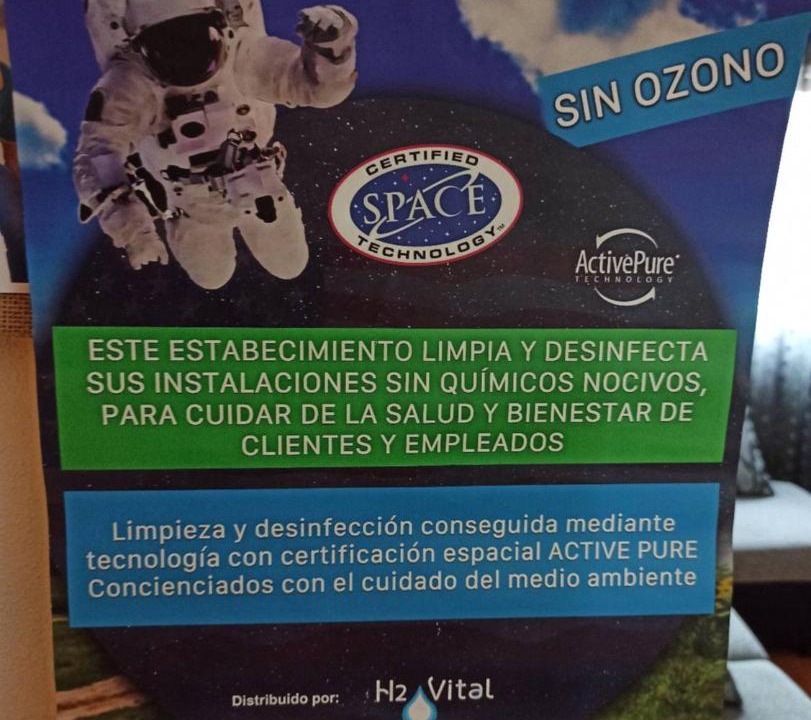 SIN OZONO
CERTIFIED
SPACE
TECHNOLOGY™
ActivePure
TECHNOLOGY
ESTE ESTABECIMIENTO LIMPIA Y DESINFECTA
SUS INSTALACIONES SIN QUÍMICOS NOCIVOS,
PARA CUIDAR DE LA SALUD Y BIENESTAR DE
CLIENTES Y EMPLEADOS
Limpieza y desinfección conseguida mediante
tecnología con certificación espacial ACTIVE PURE
Concienciados con el cuidado del medio ambiente
Distribuido por: H2 Vital